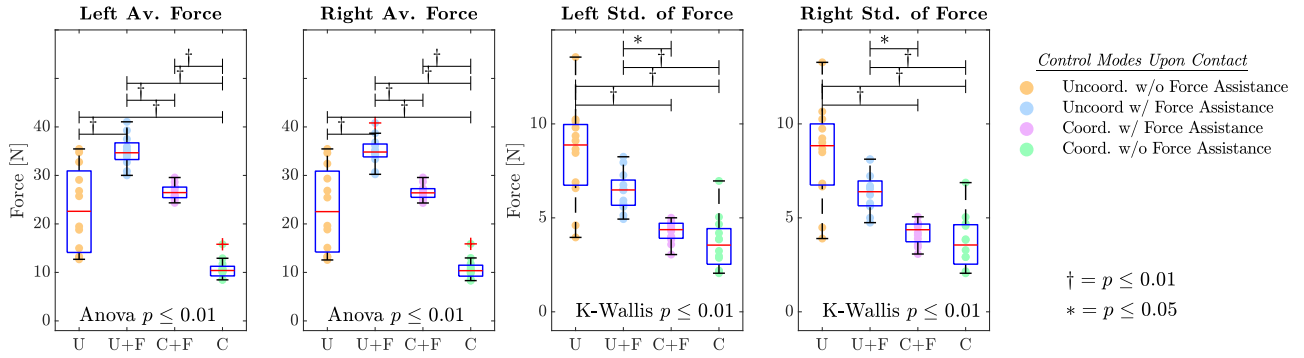 Left Av. Force
Right Av. Force
Left Std. of Force
Right Std. of Force
Force [N]
40
30
20
10
0
†
†
†
†
†
Anova p ≤ 0.01
U U+F C+F C
40
30
20
10
0
†
†
†
†
†
Anova p ≤ 0.01
U U+F C+F C
Force [N]
10
5
0
*
†
†
†
K-Wallis p ≤ 0.01
U U+F C+F C
10
5
0
*
†
†
†
K-Wallis p ≤ 0.01
U U+F C+F C
Control Modes Upon Contact
Uncoord. w/o Force Assistance
Uncoord w/ Force Assistance
Coord. w/ Force Assistance
Coord. w/o Force Assistance
† = p ≤ 0.01
* = p ≤ 0.05